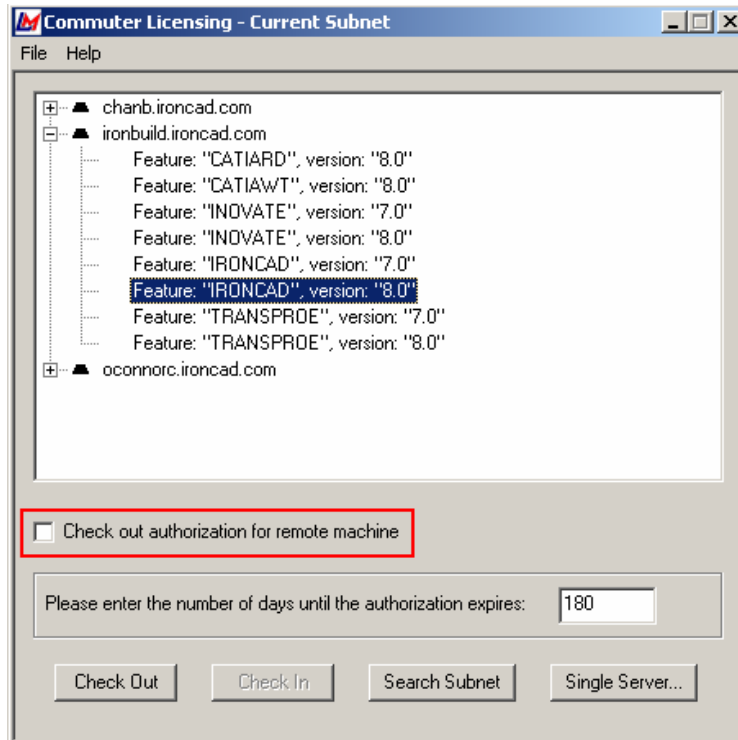 Commuter Licensing - Current Subnet
File Help
chanb.ironcad.com
ironbuild.ironcad.com
Feature: "CATIARD", version: "8.0"
Feature: "CATIAWT", version: "8.0"
Feature: "INOVATE", version: "7.0"
Feature: "INOVATE", version: "8.0"
Feature: "IRONCAD", version: "7.0"
Feature: "IRONCAD", version: "8.0"
Feature: "TRANSPROE", version: "7.0"
Feature: "TRANSPROE", version: "8.0"
oconnorc.ironcad.com
Check out authorization for remote machine
Please enter the number of days until the authorization expires: 180
Check Out Check In Search Subnet Single Server...